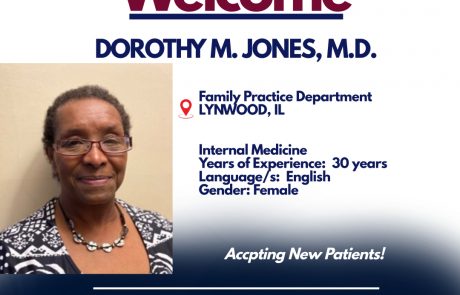 Welcome
DOROTHY M. JONES, M.D.
Family Practice Department
LYNWOOD, IL
Internal Medicine
Years of Experience: 30 years
Language/s: English
Gender: Female
Accpting New Patients!